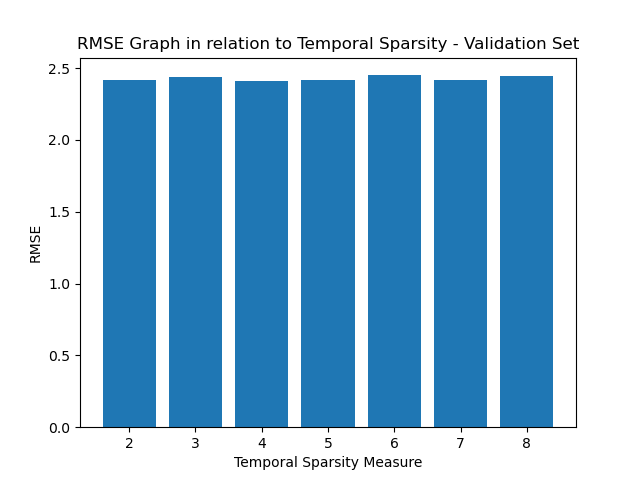 RMSE Graph in relation to Temporal Sparsity - Validation Set
2.5
2.0
1.5
1.0
0.5
0.0
RMSE
2 3 4 5 6 7 8
Temporal Sparsity Measure